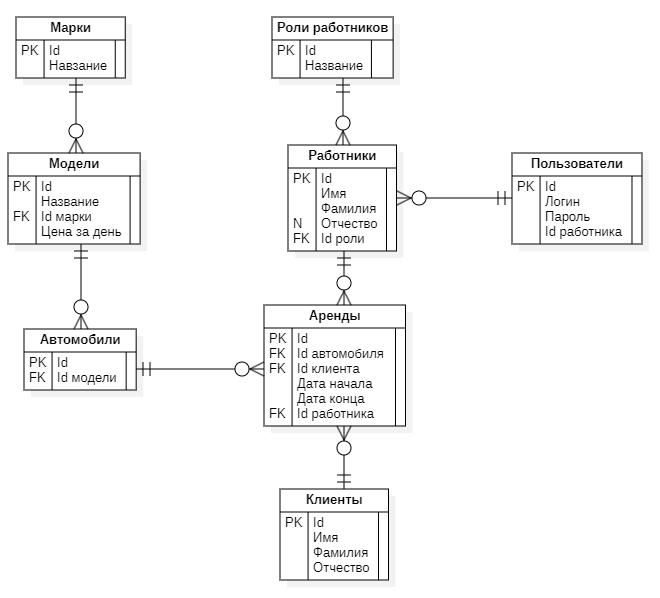 Марки
PK Id
Навзание
Роли работников
PK Id
Название
Модели
PK Id
Название
FK Id марки
Цена за день
Работники
PK Id
Имя
Фамилия
N Отчество
FK Id роли
Пользователи
PK Id
Логин
Пароль
Id работника
Автомобили
PK Id
FK Id модели
Аренды
PK Id
FK Id автомобиля
FK Id клиента
Дата начала
Дата конца
FK Id работника
Клиенты
PK Id
Имя
Фамилия
Отчество